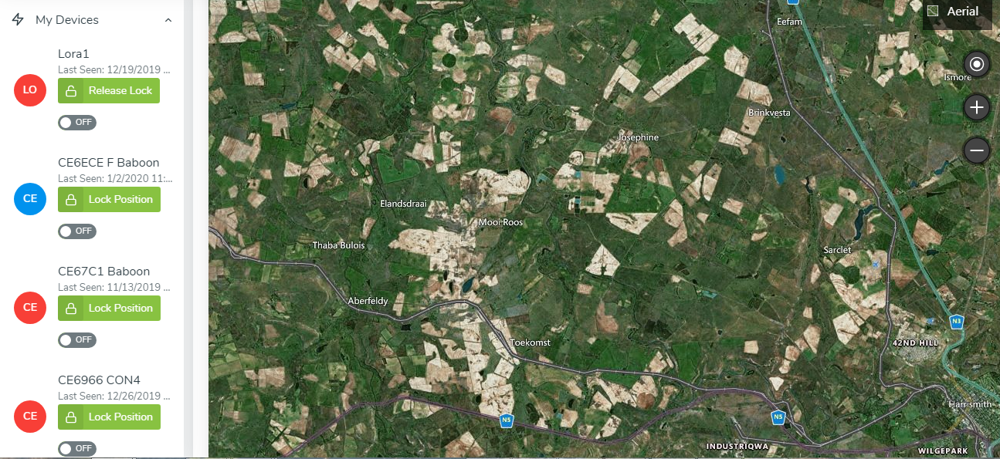 My Devices
Lora1
Last Seen: 12/19/2019 ...
LO
Release Lock
OFF
CE6ECE F Baboon
Last Seen: 1/2/2020 11:...
CE
Lock Position
OFF
CE67C1 Baboon
Last Seen: 11/13/2019 ...
CE
Lock Position
OFF
CE6966 CON4
Last Seen: 12/26/2019 ...
CE
Lock Position
OFF
Aerial
Eefam
Ismore
Brinkvesta
Josephine
Elandsdraai
Mooi Roos
Thaba Bulois
Sarclet
Aberfeldy
N3
Toekomst
42ND HILL
Harrismith
N5
N5
INDUSTRIQWA
WILGEPARK